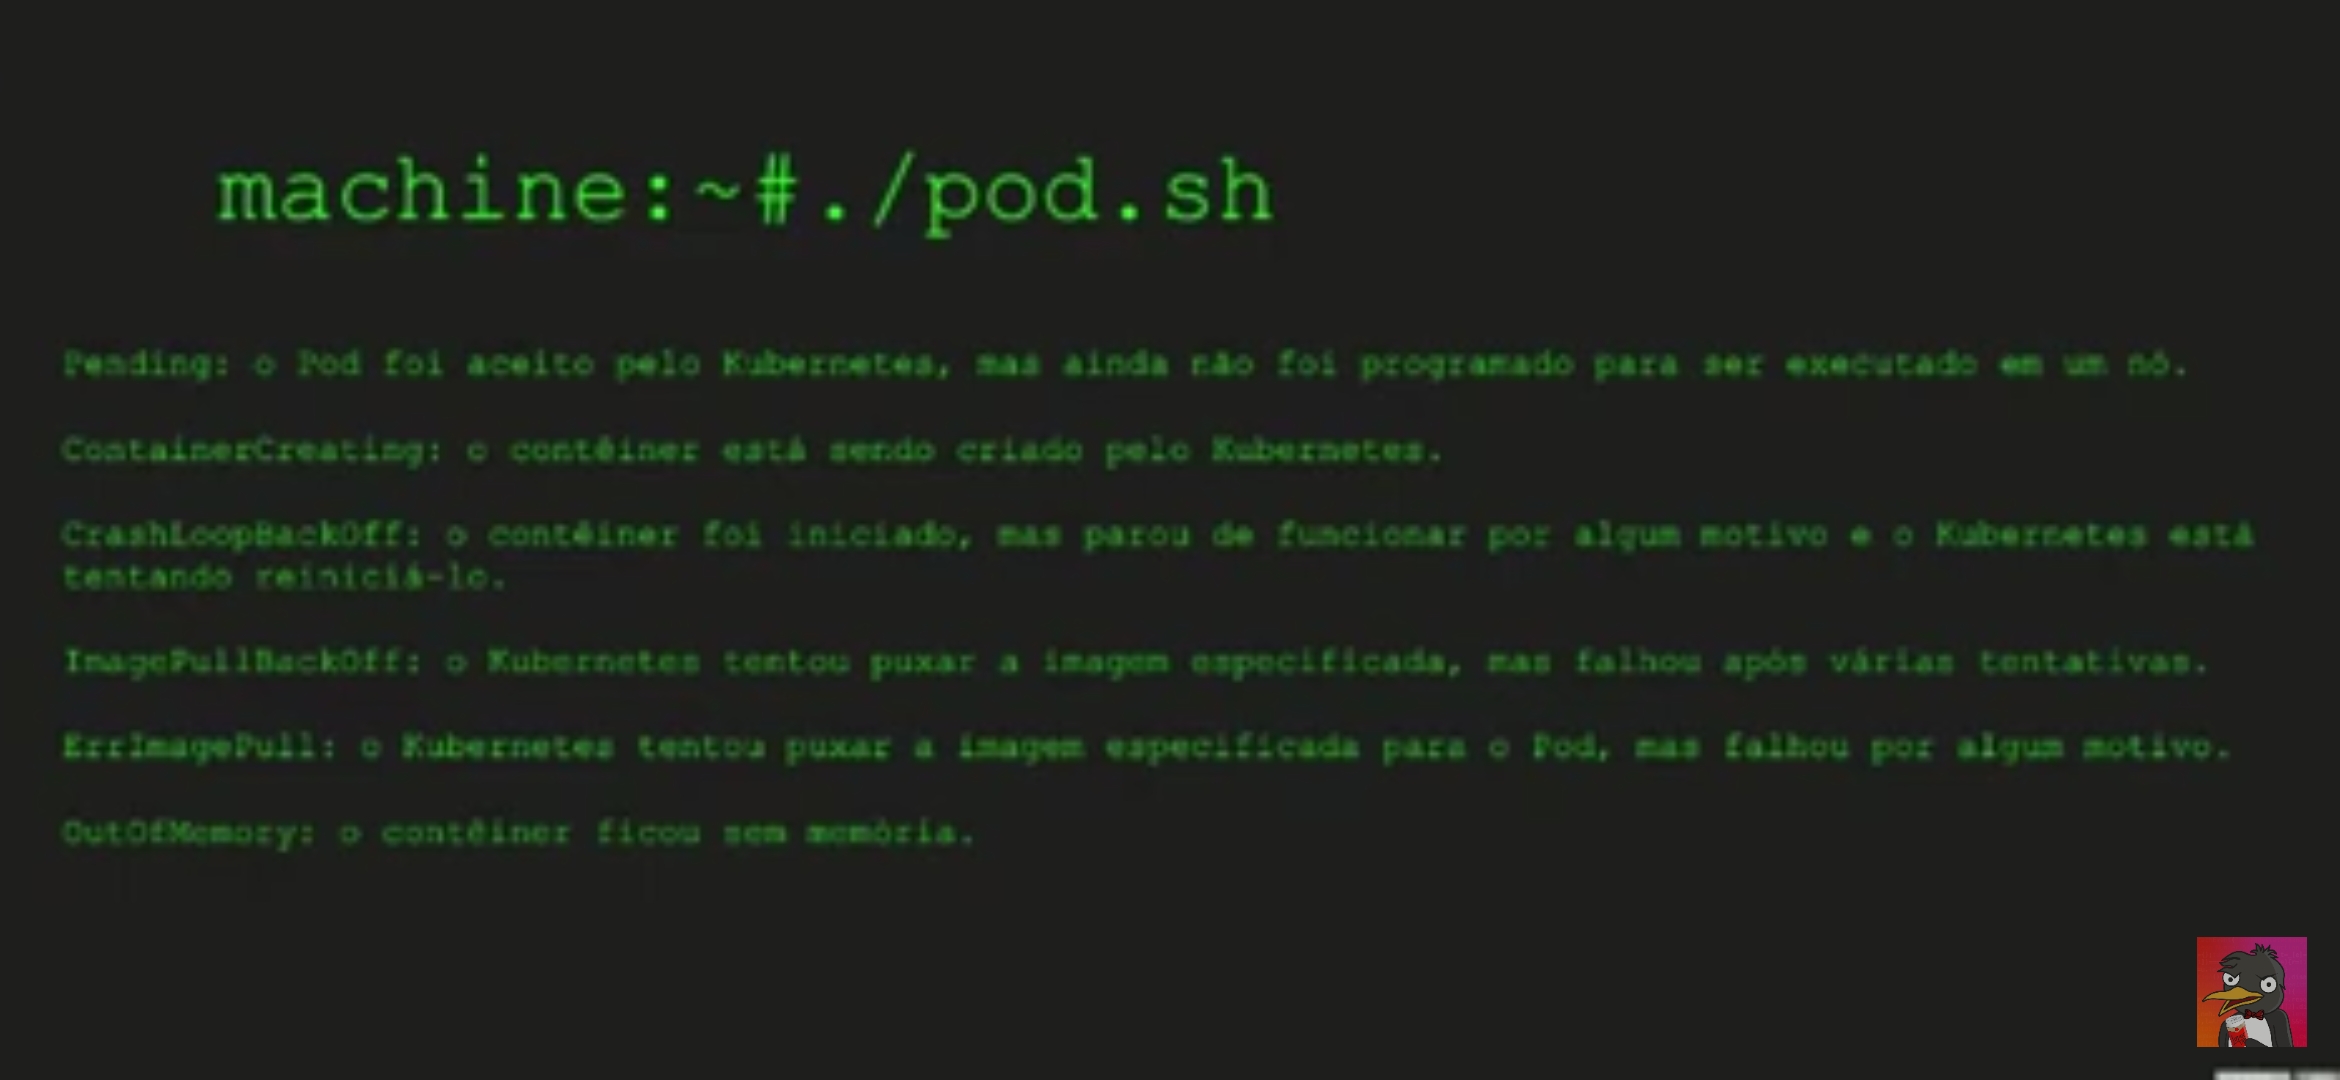 machine:~#./pod.sh
Pending: o Pod foi aceito pelo Kubernetes, mas ainda não foi programado para ser executado em um nó.
ContainerCreating: o contêiner está sendo criado pelo Kubernetes.
CrashLoopBackOff: o contêiner foi iniciado, mas parou de funcionar por algum motivo e o Kubernetes está
tentando reiniciá-lo.
ImagePullBackOff: o Kubernetes tentou puxar a imagem especificada, mas falhou após várias tentativas.
ErrImagePull: o Kubernetes tentou puxar a imagem especificada para o Pod, mas falhou por algum motivo.
OutOfMemory: o contêiner ficou sem memória.